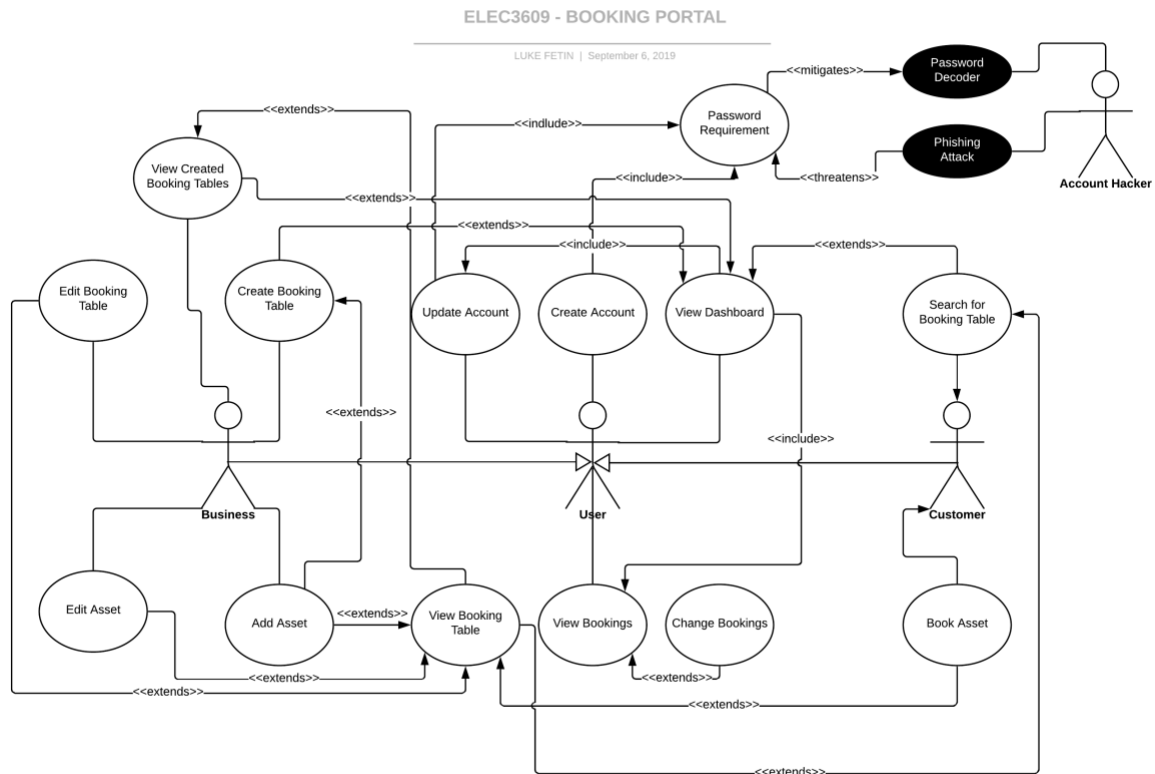 ELEC3609 - BOOKING PORTAL
LUKE FETIN | September 6, 2019
Password
Decoder
<<mitigates>>
<<extends>>
Password
Requirement
<<indlude>>
Phishing
Attack
View Created
Booking Tables
<<include>>
<<threatens>>
Account Hacker
<<extends>>
<<extends>>
<<include>>
<<extends>>
Edit Booking
Table
Create Booking
Table
Update Account
Create Account
View Dashboard
Search for
Booking Table
<<extends>>
<<include>>
Business
User
Customer
Edit Asset
Add Asset
<<extends>>
View Booking
Table
View Bookings
Change Bookings
Book Asset
<<extends>>
<<extends>>
<<extends>>
<<extends>>
<<extends>>